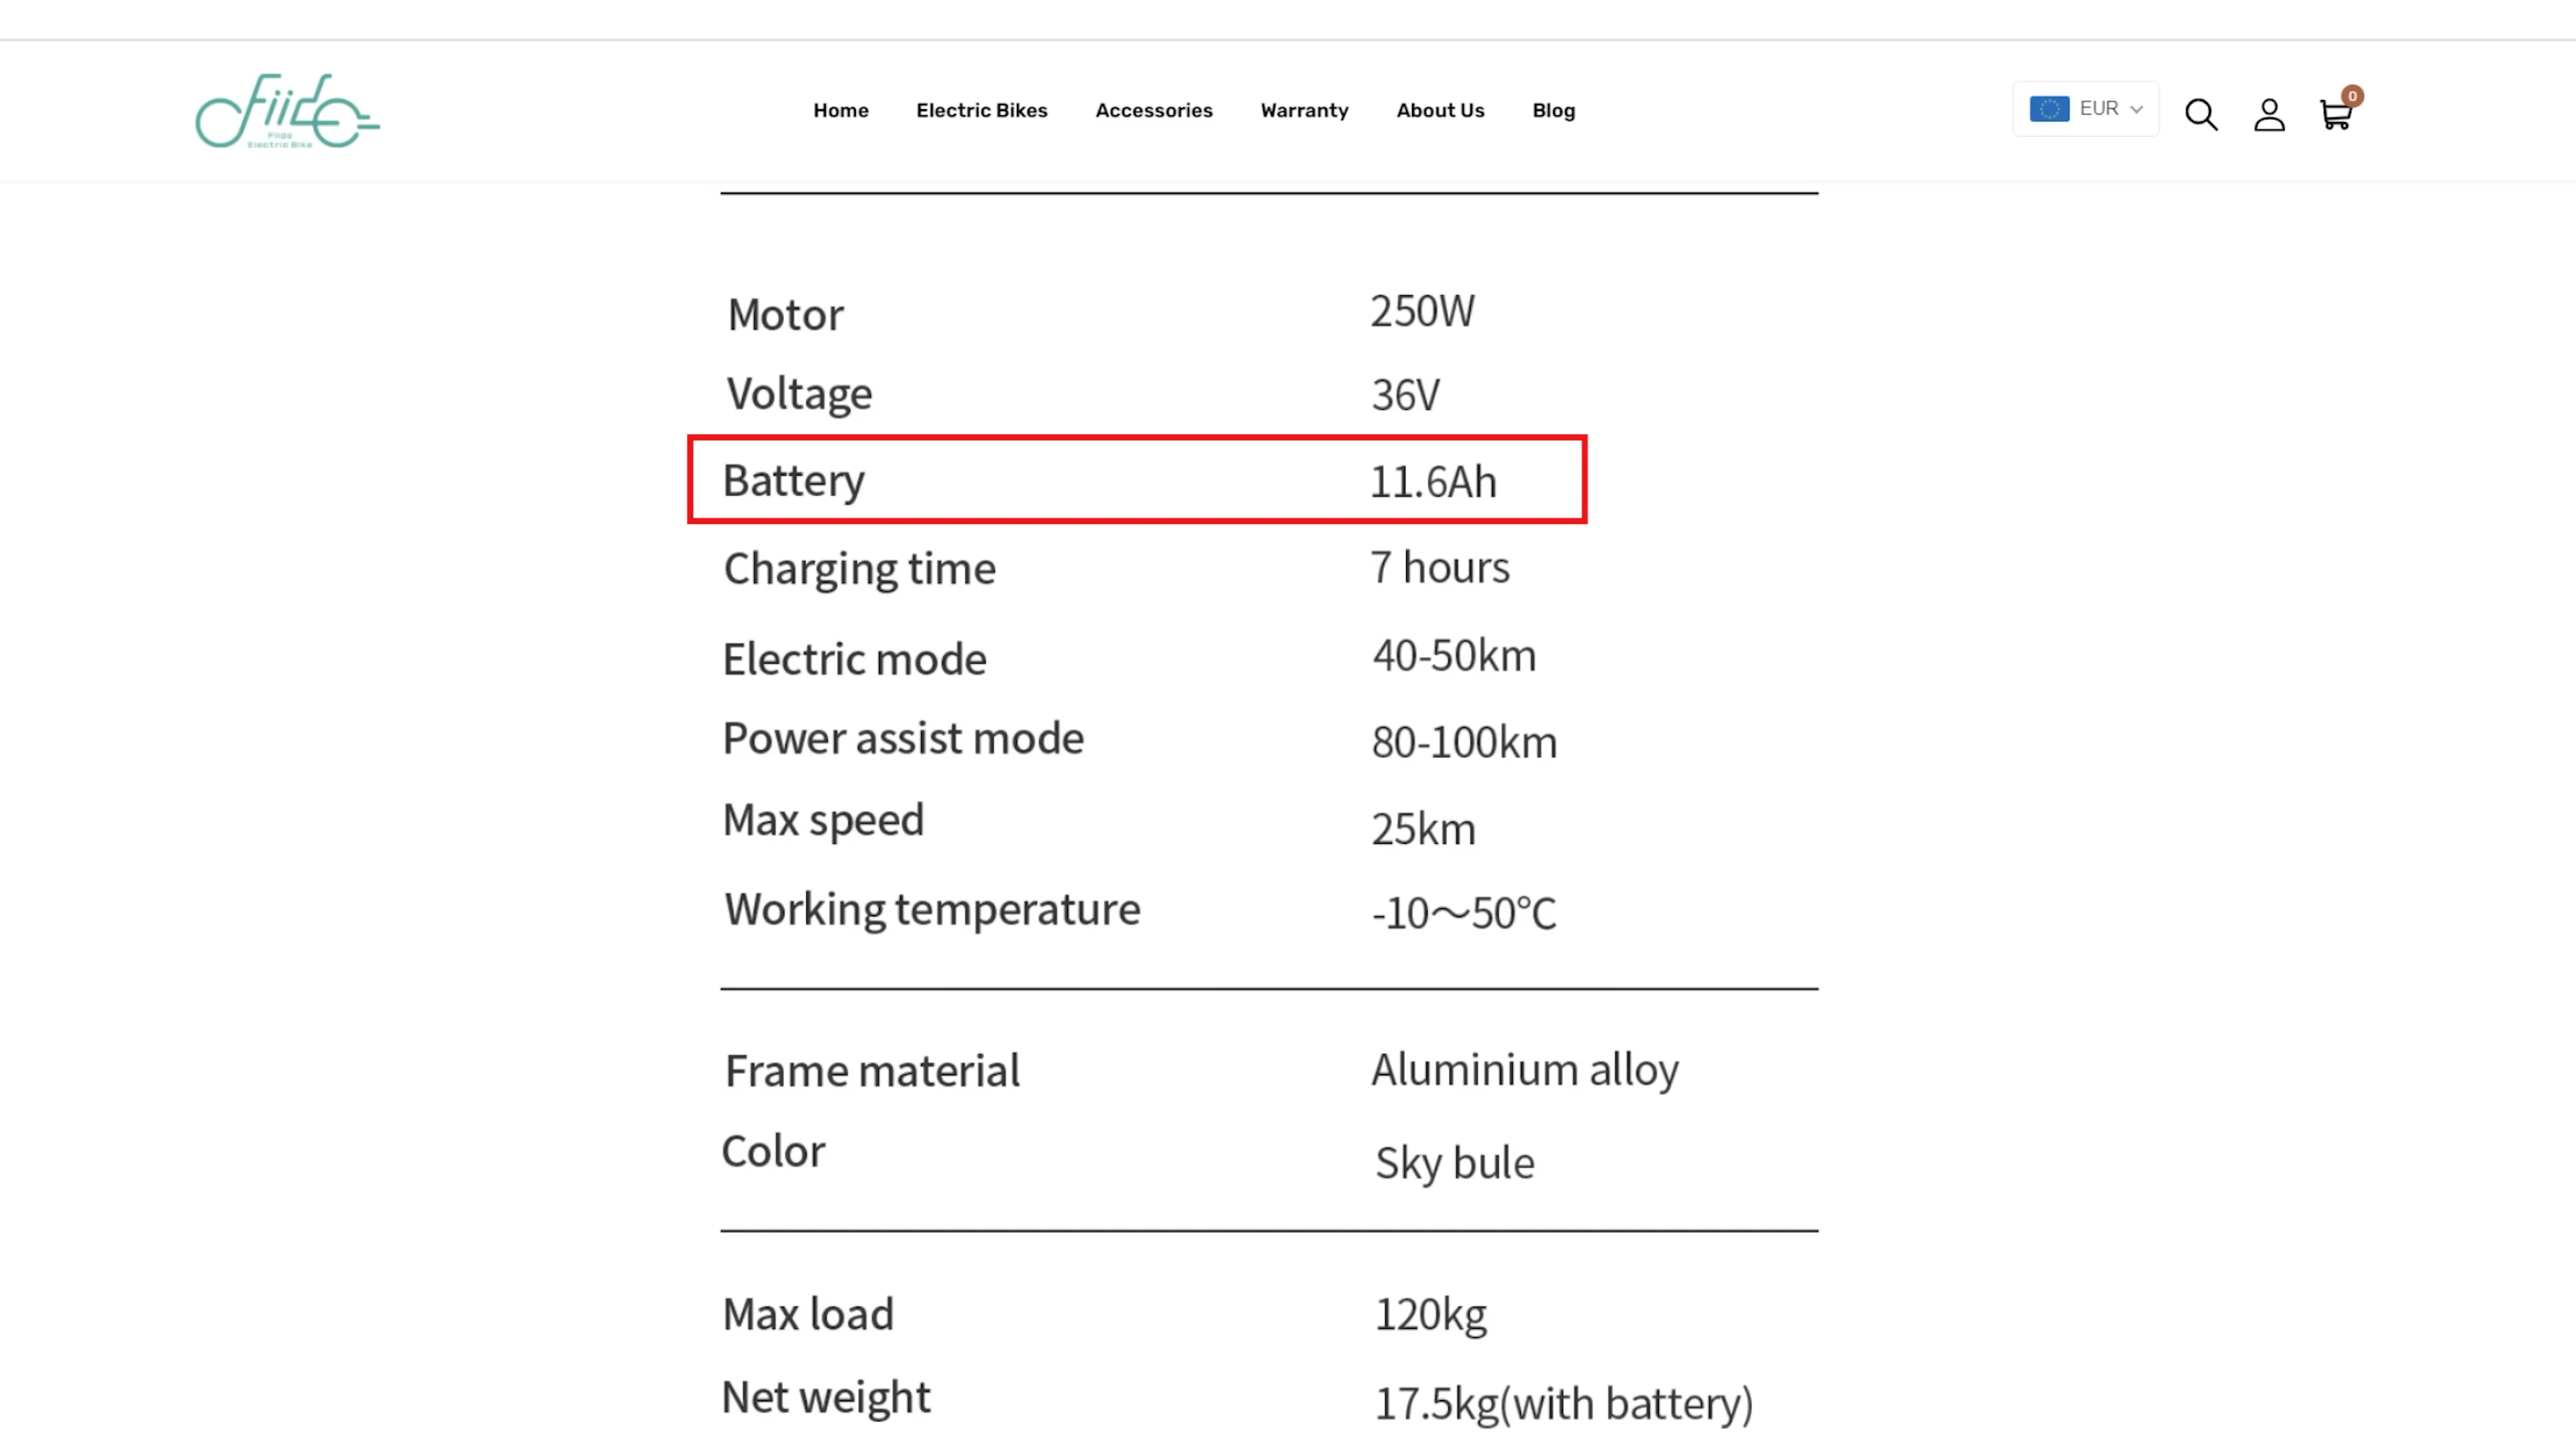 Fiido
Fiido
Electric Bike
Home Electric Bikes Accessories Warranty About Us Blog
EUR
0
Motor 250W
Voltage 36V
Battery 11.6Ah
Charging time 7 hours
Electric mode 40-50km
Power assist mode 80-100km
Max speed 25km
Working temperature -10～50℃
Frame material Aluminium alloy
Color Sky bule
Max load 120kg
Net weight 17.5kg(with battery)